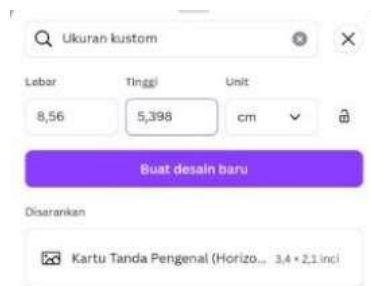 Ukuran kustom
Lebar Tinggi Unit
8,56 5,398 cm
Buat desain baru
Disarankan
Kartu Tanda Pengenal (Horizo... 3,4 × 2,1 inci